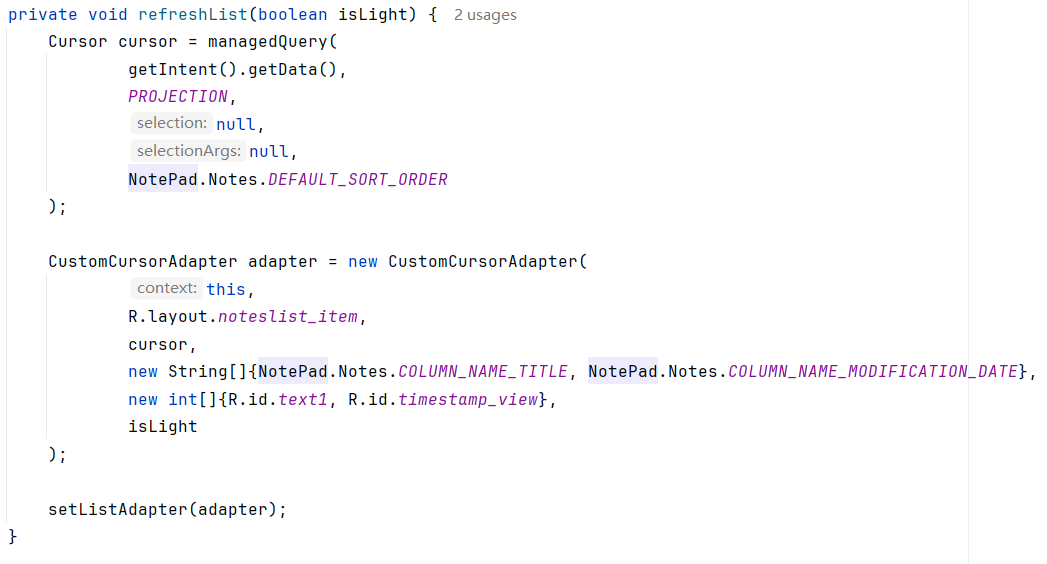 private void refreshList(boolean isLight) { 2 usages
    Cursor cursor = managedQuery(
            getIntent().getData(),
            PROJECTION,
            selection: null,
            selectionArgs: null,
            NotePad.Notes.DEFAULT_SORT_ORDER
    );
    CustomCursorAdapter adapter = new CustomCursorAdapter(
            context: this,
            R.layout.noteslist_item,
            cursor,
            new String[]{NotePad.Notes.COLUMN_NAME_TITLE, NotePad.Notes.COLUMN_NAME_MODIFICATION_DATE},
            new int[]{R.id.text1, R.id.timestamp_view},
            isLight
    );
    setListAdapter(adapter);
}